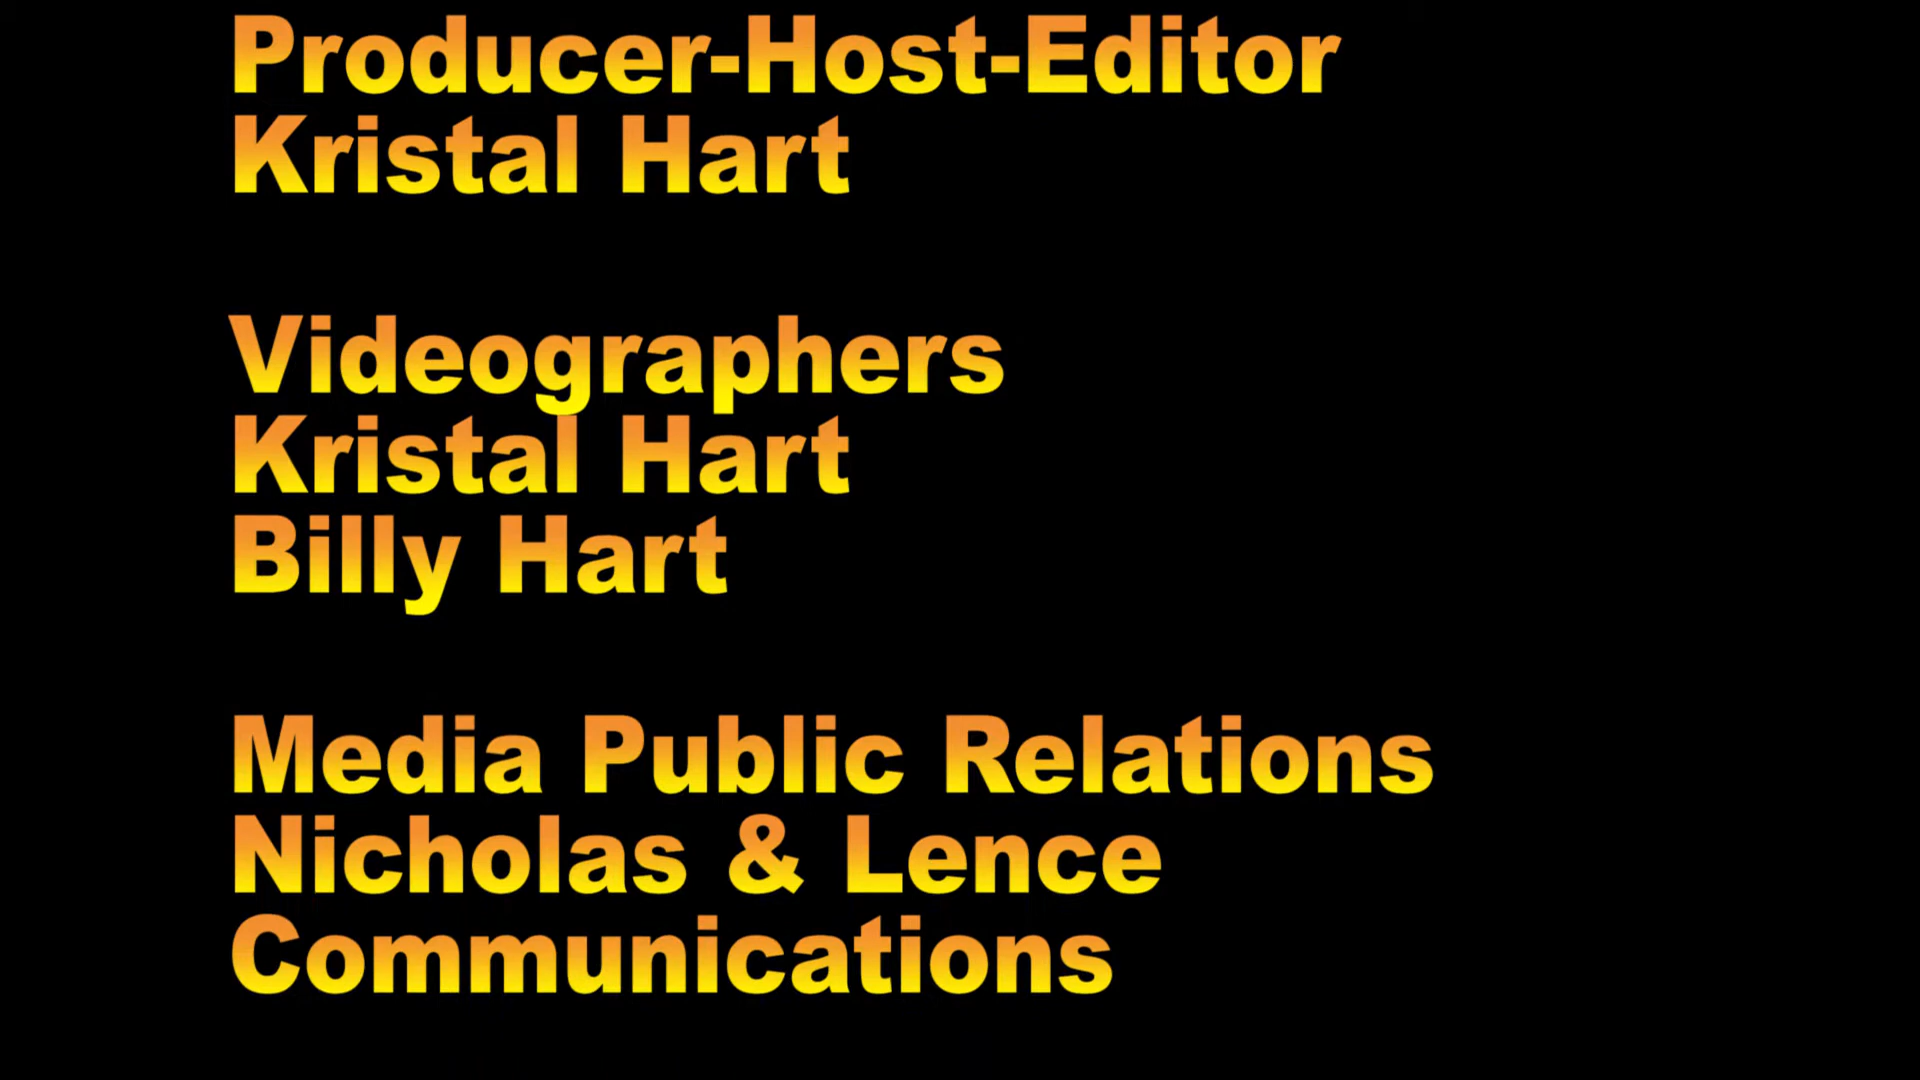 Producer-Host-Editor
Kristal Hart
Videographers
Kristal Hart
Billy Hart
Media Public Relations
Nicholas & Lence
Communications